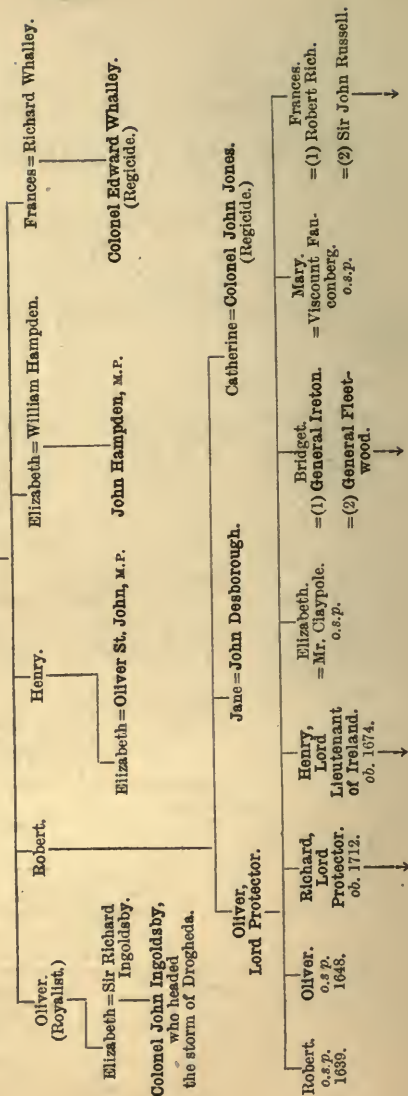 Oliver.
(Royalist.)
Robert.
Henry.
Elizabeth=William Hampden.
Frances=Richard Whalley.
Elizabeth=Sir Richard
Ingoldsby.
Elizabeth=Oliver St. John, M.P.
John Hampden, M.P.
Colonel Edward Whalley.
(Regicide.)
Colonel John Ingoldsby,
who headed
the storm of Drogheda.
Oliver,
Lord Protector.
Jane=John Desborough.
Catherine=Colonel John Jones.
(Regicide.)
Robert.
o.s.p.
1639.
Oliver.
o.s p.
1648.
Richard,
Lord
Protector.
ob. 1712.
Henry,
Lord
Lieutenant
of Ireland.
ob. 1674.
Elizabeth.
=Mr. Claypole.
o.s.p.
Bridget.
=(1) General Ireton.
=(2) General Fleet-
wood.
Mary.
=Viscount Fau-
conberg.
o.s.p.
Frances.
=(1) Robert Rich.
=(2) Sir John Russell.